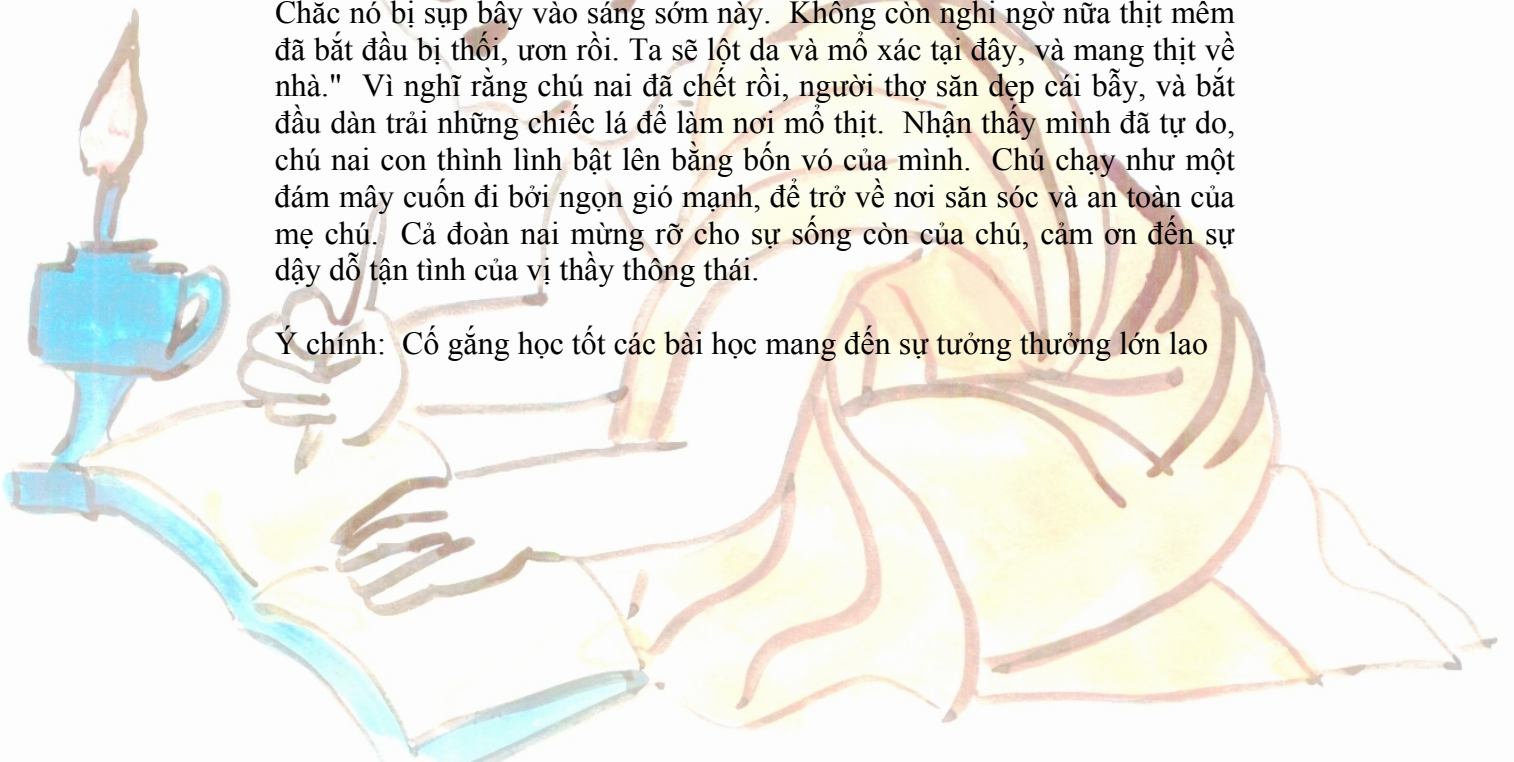 Chắc nó bị sụp bẫy vào sáng sớm này.  Không còn nghi ngờ nữa thịt mềm
đã bắt đầu bị thối, ươn rồi. Ta sẽ lột da và mổ xác tại đây, và mang thịt về
nhà."  Vì nghĩ rằng chú nai đã chết rồi, người thợ săn dẹp cái bẫy, và bắt
đầu dàn trải những chiếc lá để làm nơi mổ thịt.  Nhận thấy mình đã tự do,
chú nai con thình lình bật lên bằng bốn vó của mình.  Chú chạy như một
đám mây cuốn đi bởi ngọn gió mạnh, để trở về nơi săn sóc và an toàn của
mẹ chú.  Cả đoàn nai mừng rỡ cho sự sống còn của chú, cảm ơn đến sự
dậy dỗ tận tình của vị thầy thông thái.
Ý chính:  Cố gắng học tốt các bài học mang đến sự tưởng thưởng lớn lao